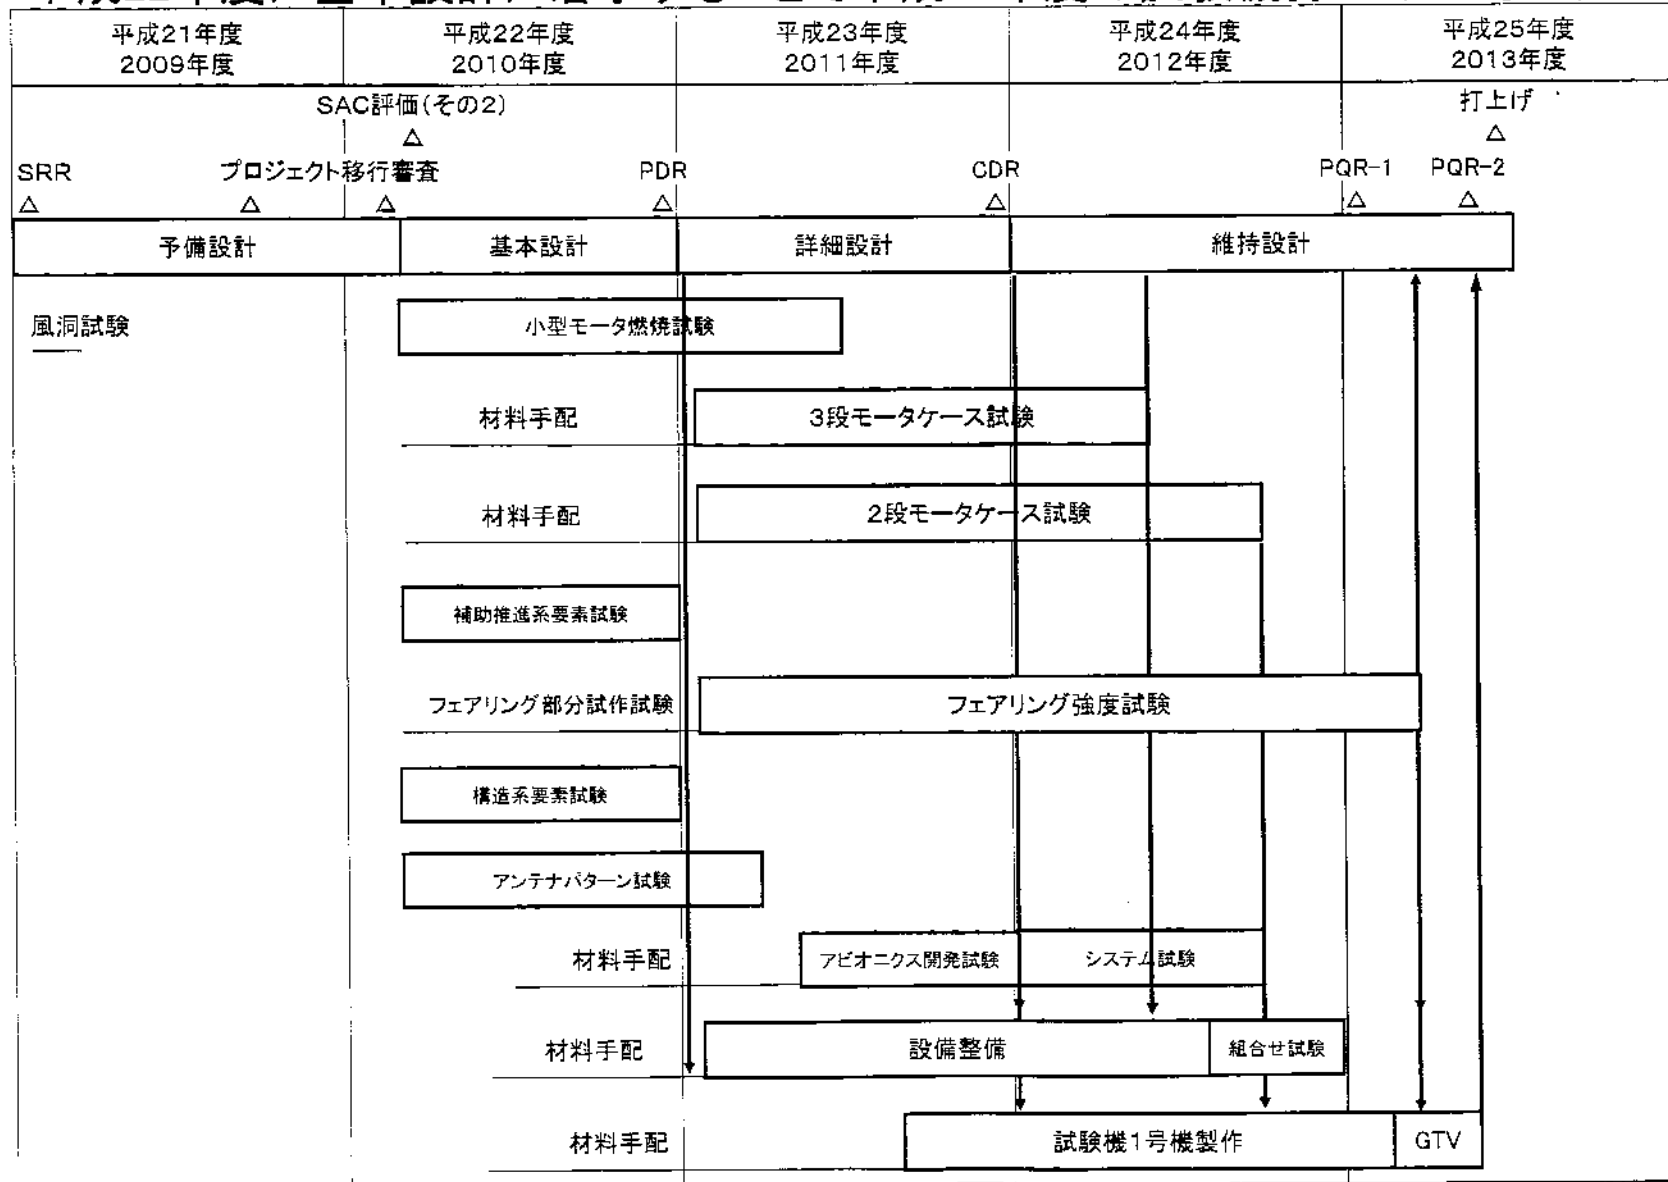 平成21年度
2009年度
平成22年度
2010年度
平成23年度
2011年度
平成24年度
2012年度
平成25年度
2013年度
SAC評価(その2)
△
打上げ
△
SRR
△
プロジェクト移行審査
△
△
PDR
△
CDR
△
PQR-1
△
PQR-2
△
予備設計
基本設計
詳細設計
維持設計
風洞試験
小型モータ燃焼試験
材料手配
3段モータケース試験
材料手配
2段モータケース試験
補助推進系要素試験
フェアリング部分試作試験
フェアリング強度試験
構造系要素試験
アンテナパターン試験
材料手配
アビオニクス開発試験
システム試験
材料手配
設備整備
組合せ試験
材料手配
試験機1号機製作
GTV